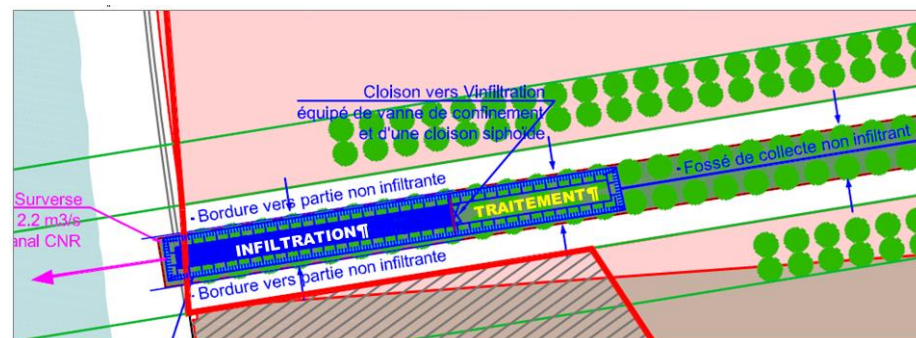 Cloison vers Vinfiltration
équipé de vanne de confinement
et d'une cloison siphoïde
Fossé de collecte non infiltrant
Bordure vers partie non infiltrante
TRAITEMENT¶
Surverse
2.2 m3/s
anal CNR
INFILTRATION¶
Bordure vers partie non infiltrante